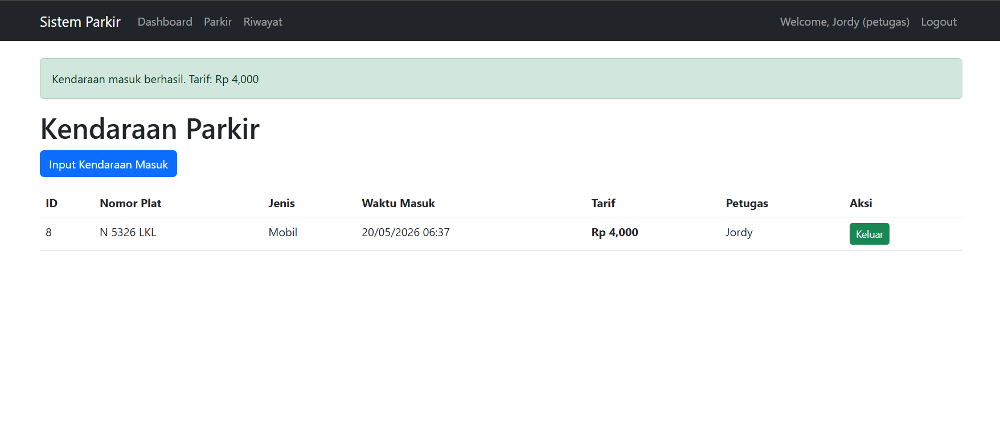 Sistem Parkir Dashboard Parkir Riwayat Welcome, Jordy (petugas) Logout
Kendaraan masuk berhasil. Tarif: Rp 4,000
Kendaraan Parkir
Input Kendaraan Masuk
ID Nomor Plat Jenis Waktu Masuk Tarif Petugas Aksi
8 N 5326 LKL Mobil 20/05/2026 06:37 Rp 4,000 Jordy Keluar